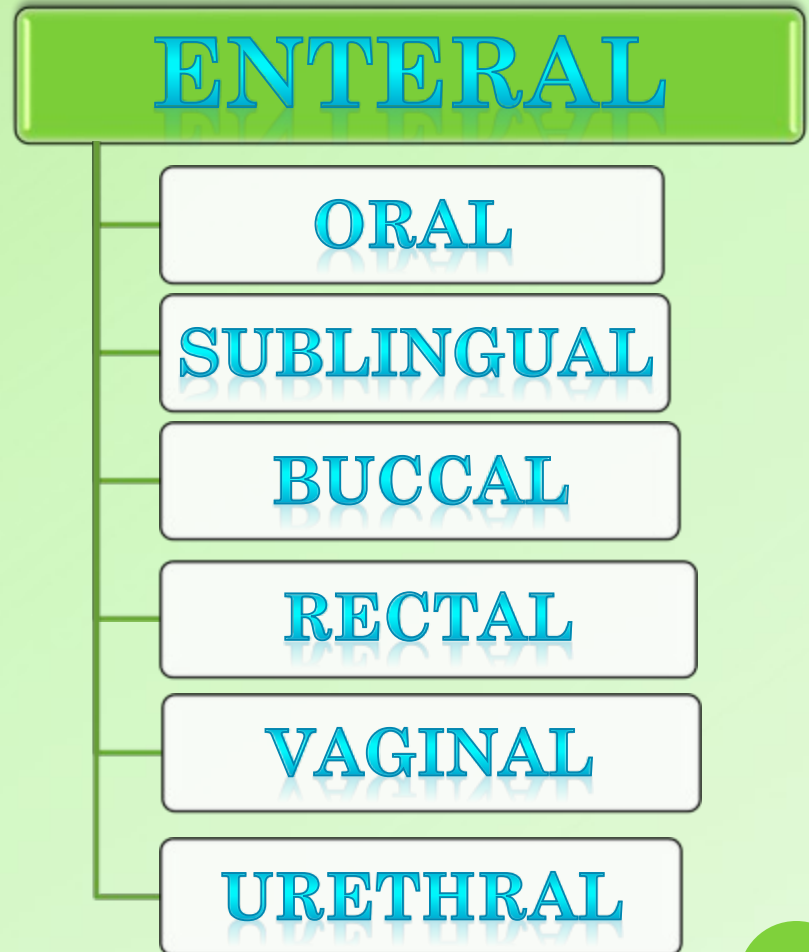 ENTERAL
ORAL
SUBLINGUAL
BUCCAL
RECTAL
VAGINAL
URETHRAL